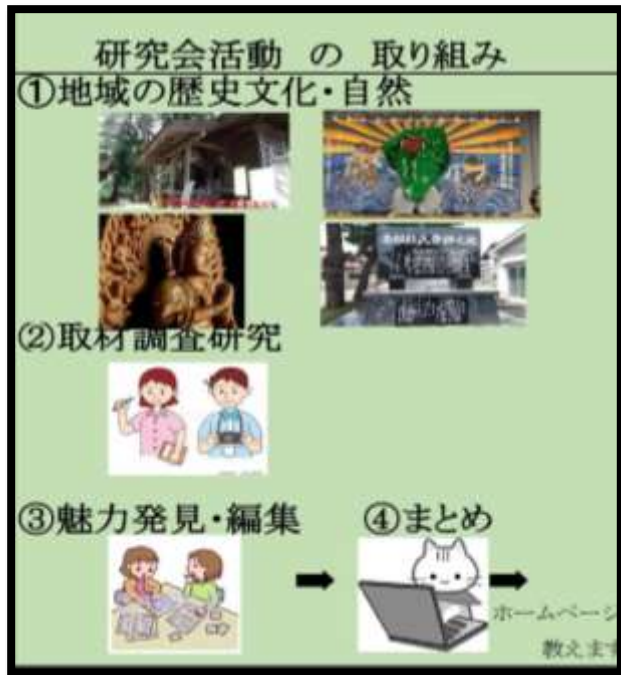 研究会活動 の 取り組み
①地域の歴史文化・自然
②取材調査研究
③魅力発見・編集
④まとめ
ホームページ
教えます